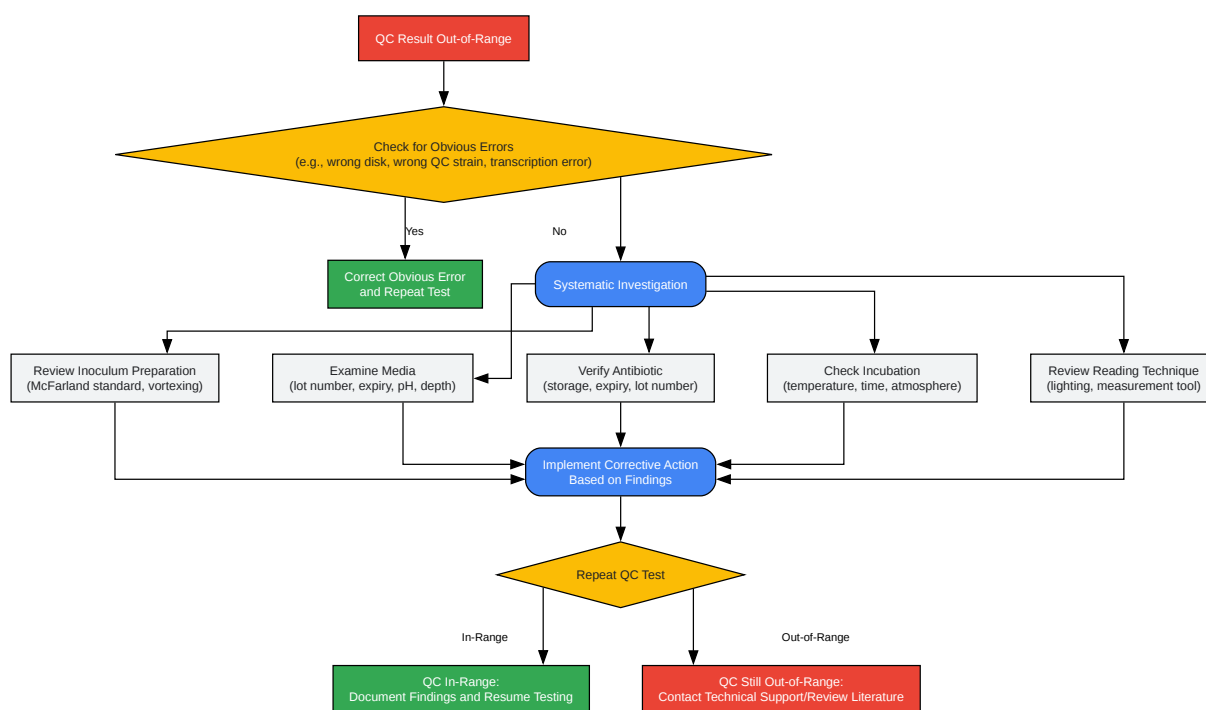 QC Result Out-of-Range
Check for Obvious Errors
(e.g., wrong disk, wrong QC strain, transcription error)
Yes
No
Correct Obvious Error
and Repeat Test
Systematic Investigation
Review Inoculum Preparation
(McFarland standard, vortexing)
Examine Media
(lot number, expiry, pH, depth)
Verify Antibiotic
(storage, expiry, lot number)
Check Incubation
(temperature, time, atmosphere)
Review Reading Technique
(lighting, measurement tool)
Implement Corrective Action
Based on Findings
Repeat QC Test
In-Range
Out-of-Range
QC In-Range:
Document Findings and Resume Testing
QC Still Out-of-Range:
Contact Technical Support/Review Literature